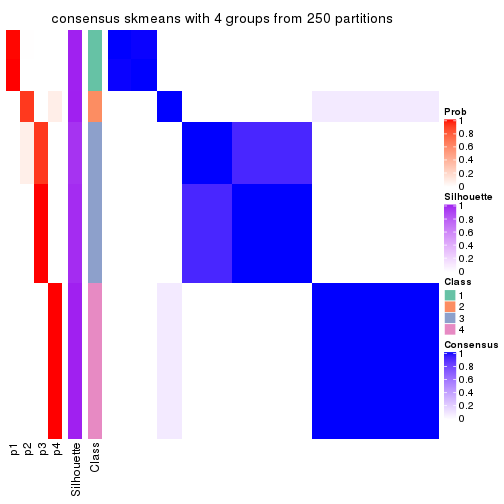 consensus skmeans with 4 groups from 250 partitions
Prob
1
0.8
0.6
0.4
0.2
0
Silhouette
1
0.8
0.6
0.4
0.2
0
Class
1
2
3
4
Consensus
1
0.8
0.6
0.4
0.2
0
p1
p2
p3
p4
Silhouette
Class